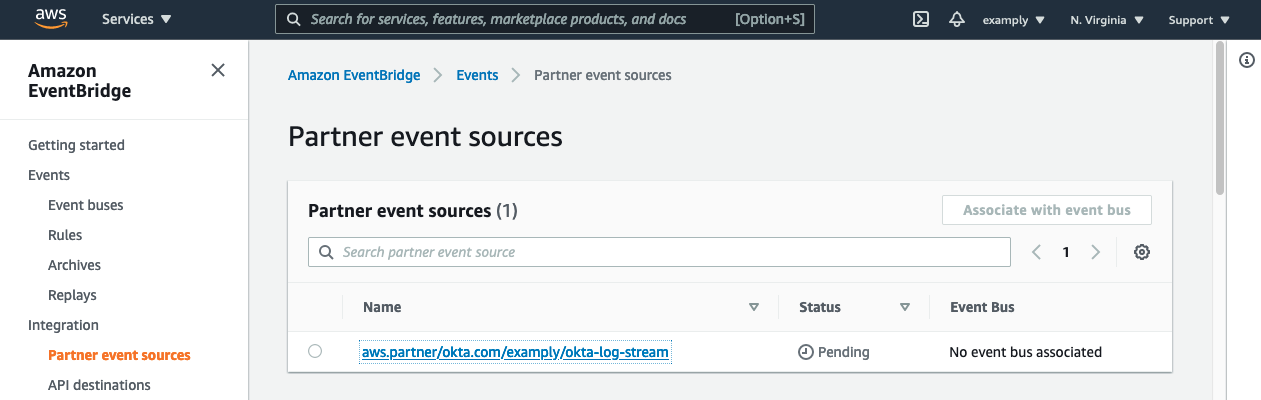 aws Services Search for services, features, marketplace products, and docs [Option+S] examply N. Virginia Support
Amazon
EventBridge
Getting started
Events
Event buses
Rules
Archives
Replays
Integration
Partner event sources
API destinations
Amazon EventBridge Events Partner event sources
Partner event sources
Partner event sources (1) Associate with event bus
Search partner event source 1
Name Status Event Bus
aws.partner/okta.com/examply/okta-log-stream Pending No event bus associated